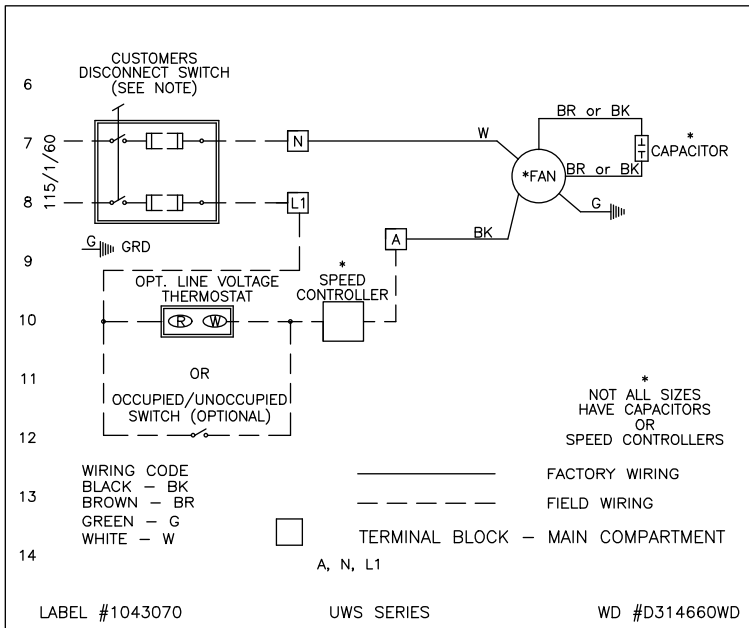 CUSTOMERS
DISCONNECT SWITCH
(SEE NOTE)
6
BR or BK
7
N
W
*
CAPACITOR
115/1/60
*FAN
BR or BK
8
L1
G
A
BK
G
GRD
9
OPT. LINE VOLTAGE
THERMOSTAT
*
SPEED
CONTROLLER
10
R
W
11
OR
OCCUPIED/UNOCCUPIED
SWITCH (OPTIONAL)
*
NOT ALL SIZES
HAVE CAPACITORS
OR
SPEED CONTROLLERS
12
WIRING CODE
BLACK – BK
BROWN – BR
GREEN – G
WHITE – W
FACTORY WIRING
13
FIELD WIRING
TERMINAL BLOCK – MAIN COMPARTMENT
14
A, N, L1
LABEL #1043070
UWS SERIES
WD #D314660WD